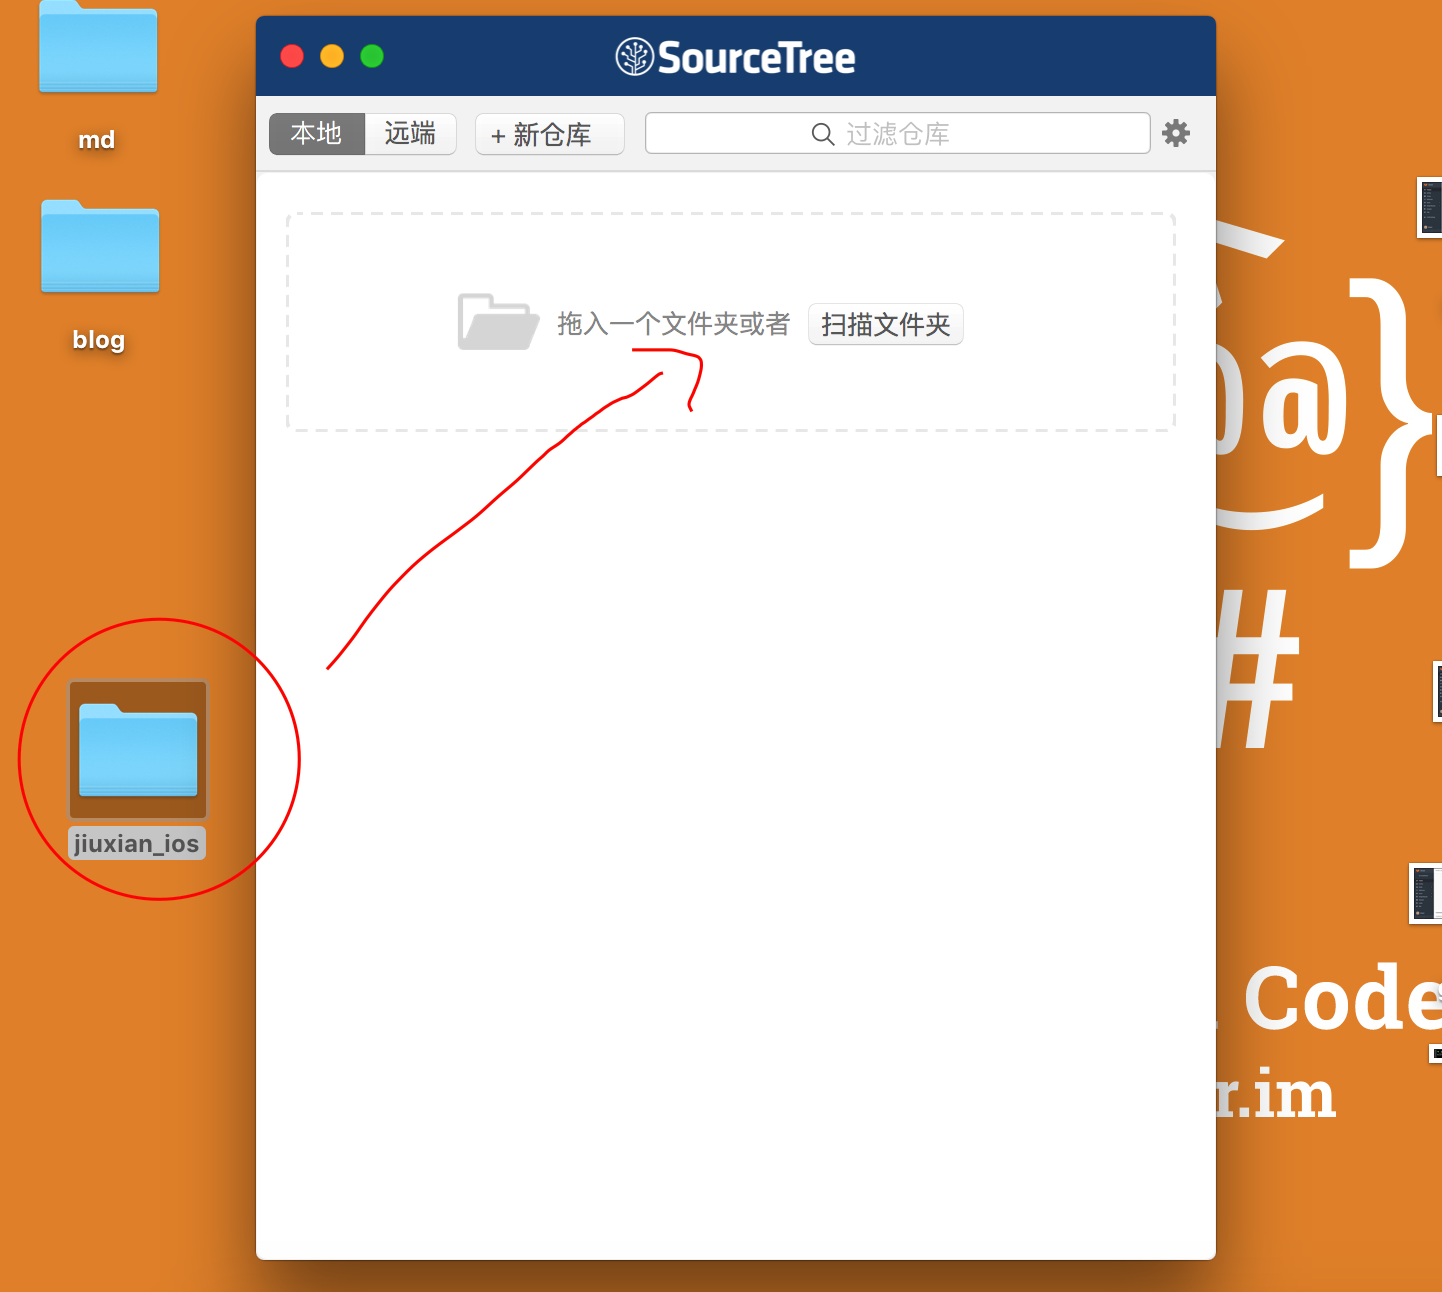 md
blog
jiuxian_ios
SourceTree
本地
远端
+ 新仓库
过滤仓库
拖入一个文件夹或者
扫描文件夹
@}
#
Code
r.im